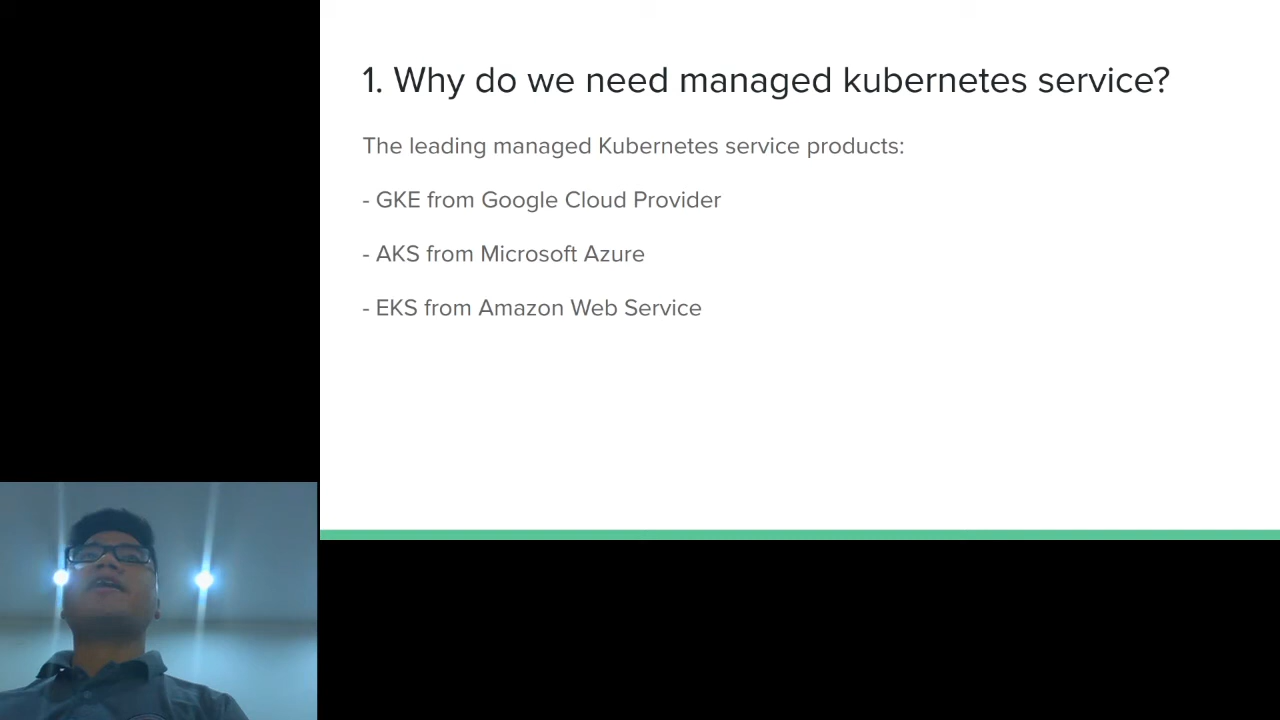 1. Why do we need managed kubernetes service?
The leading managed Kubernetes service products:
- GKE from Google Cloud Provider
- AKS from Microsoft Azure
- EKS from Amazon Web Service